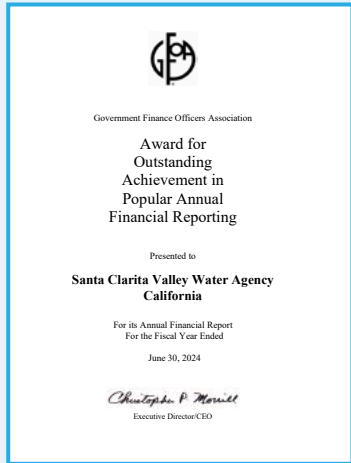 GFOA
Government Finance Officers Association
Award for
Outstanding
Achievement in
Popular Annual
Financial Reporting
Presented to
Santa Clarita Valley Water Agency
California
For its Annual Financial Report
For the Fiscal Year Ended
June 30, 2024
Christopher P. Morrill
Executive Director/CEO